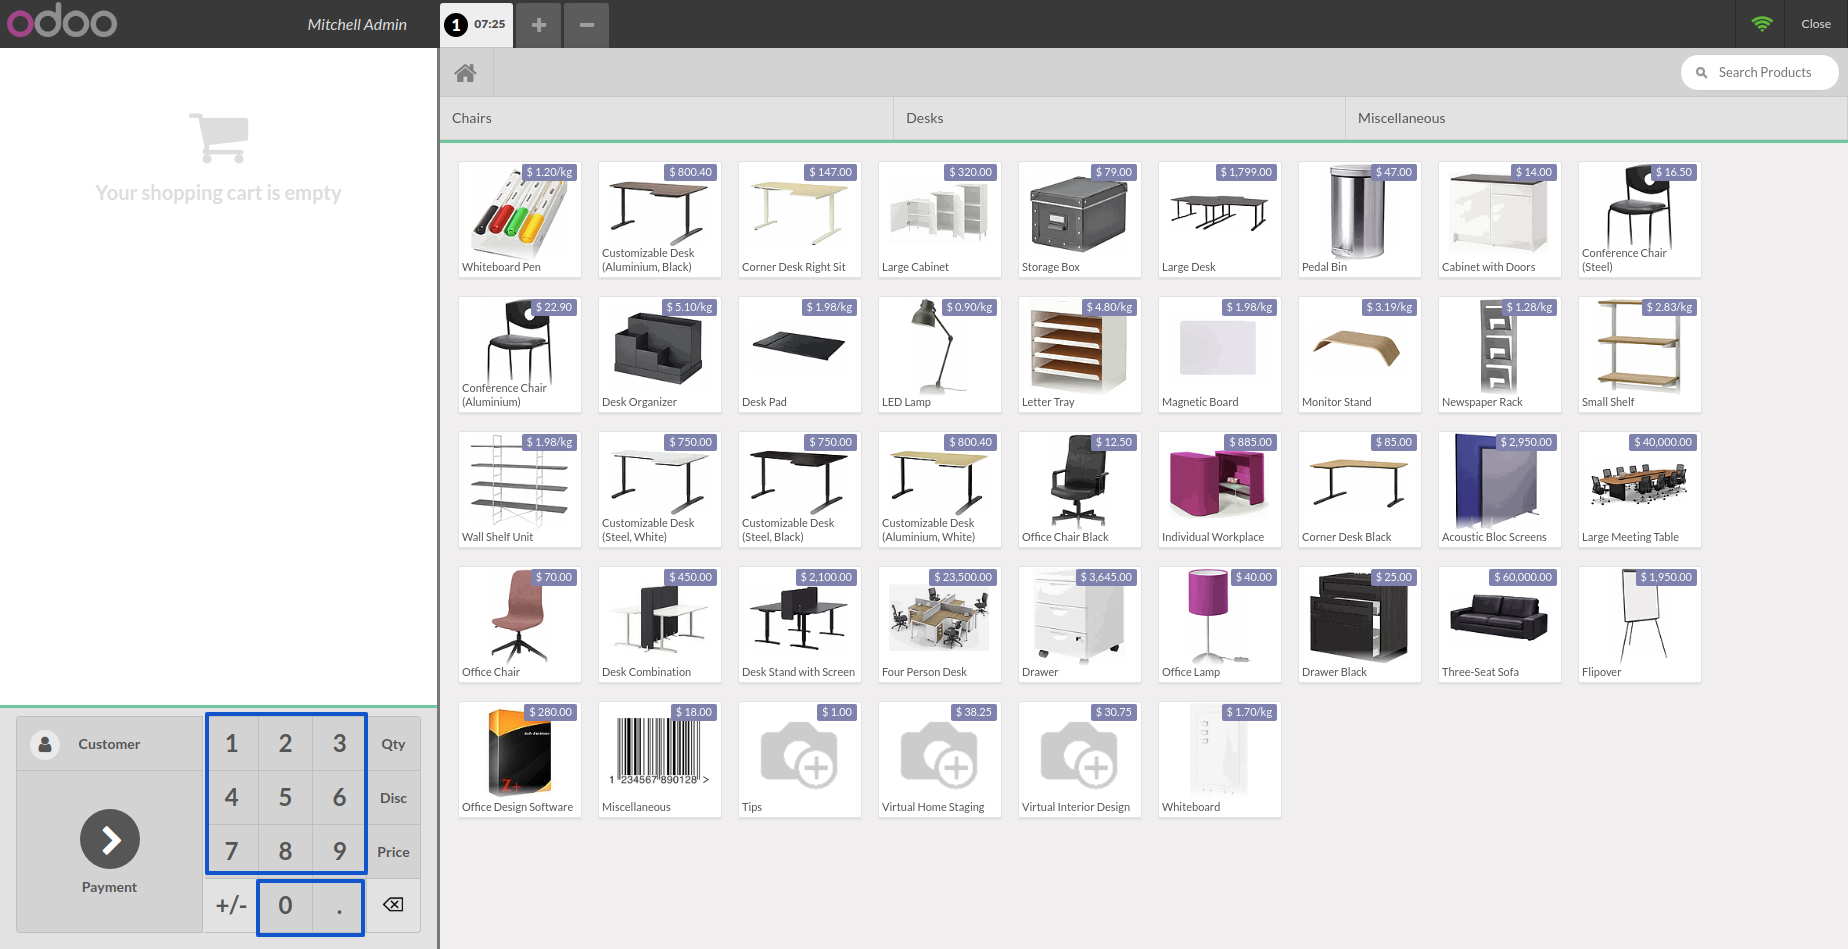 odoo
Mitchell Admin
1 07:25
+
−
Close
Search Products
Chairs
Desks
Miscellaneous
Your shopping cart is empty
$ 1.20/kg
Whiteboard Pen
$ 800.40
Customizable Desk
(Aluminium, Black)
$ 147.00
Corner Desk Right Sit
$ 320.00
Large Cabinet
$ 79.00
Storage Box
$ 1,799.00
Large Desk
$ 47.00
Pedal Bin
$ 14.00
Cabinet with Doors
$ 16.50
Conference Chair
(Steel)
$ 22.90
Conference Chair
(Aluminium)
$ 5.10/kg
Desk Organizer
$ 1.98/kg
Desk Pad
$ 0.90/kg
LED Lamp
$ 4.80/kg
Letter Tray
$ 1.98/kg
Magnetic Board
$ 3.19/kg
Monitor Stand
$ 1.28/kg
Newspaper Rack
$ 2.83/kg
Small Shelf
$ 1.98/kg
Wall Shelf Unit
$ 750.00
Customizable Desk
(Steel, White)
$ 750.00
Customizable Desk
(Steel, Black)
$ 800.40
Customizable Desk
(Aluminium, White)
$ 12.50
Office Chair Black
$ 885.00
Individual Workplace
$ 85.00
Corner Desk Black
$ 2,950.00
Acoustic Bloc Screens
$ 40,000.00
Large Meeting Table
$ 70.00
Office Chair
$ 450.00
Desk Combination
$ 2,100.00
Desk Stand with Screen
$ 23,500.00
Four Person Desk
$ 3,645.00
Drawer
$ 40.00
Office Lamp
$ 25.00
Drawer Black
$ 60,000.00
Three-Seat Sofa
$ 1,950.00
Flipover
$ 280.00
Z+
Office Design Software
$ 18.00
1 234567 890128 >
Miscellaneous
$ 1.00
Tips
$ 38.25
Virtual Home Staging
$ 30.75
Virtual Interior Design
$ 1.70/kg
Whiteboard
Customer
Payment
1 2 3 Qty
4 5 6 Disc
7 8 9 Price
+/- 0 .